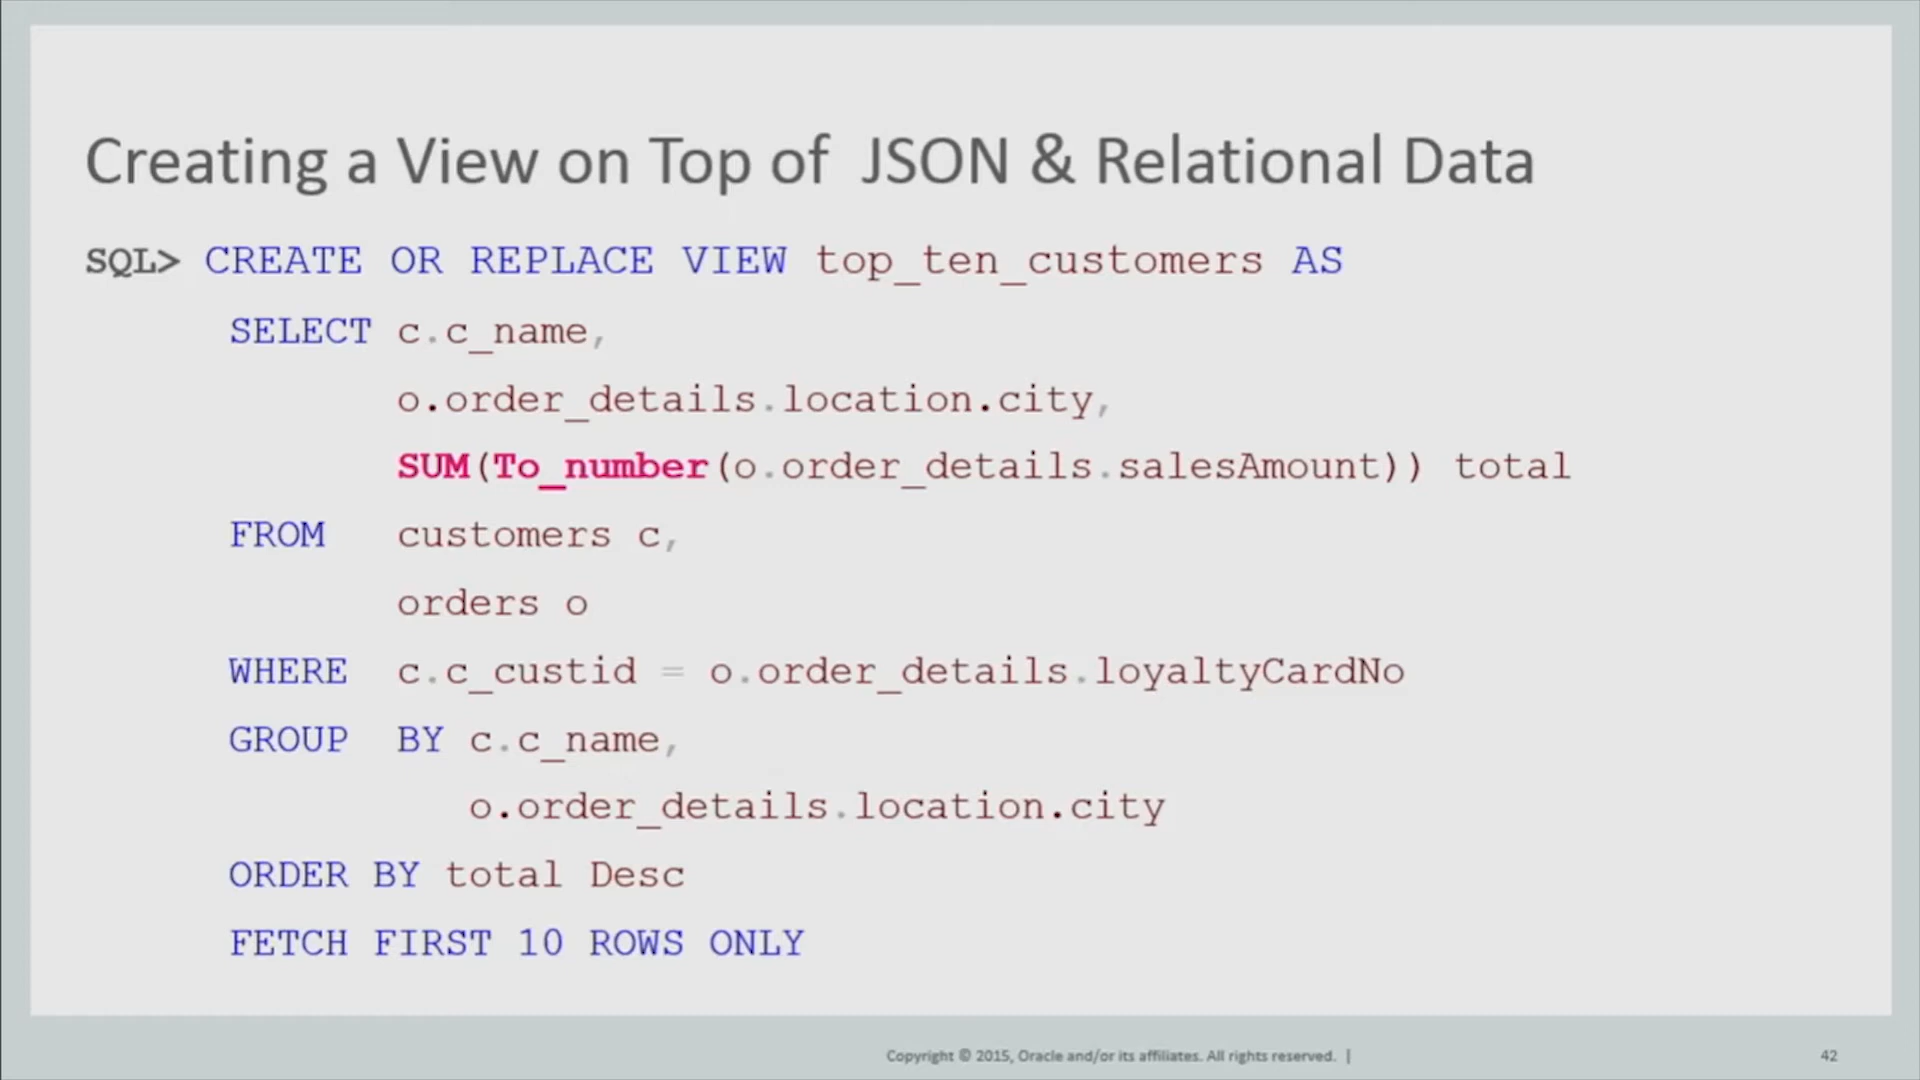 Creating a View on Top of JSON & Relational Data
SQL> CREATE OR REPLACE VIEW top_ten_customers AS
SELECT c.c_name,
o.order_details.location.city,
SUM(To_number(o.order_details.salesAmount)) total
FROM customers c,
orders o
WHERE c.c_custid = o.order_details.loyaltyCardNo
GROUP BY c.c_name,
o.order_details.location.city
ORDER BY total Desc
FETCH FIRST 10 ROWS ONLY
Copyright © 2015, Oracle and/or its affiliates. All rights reserved. | 42